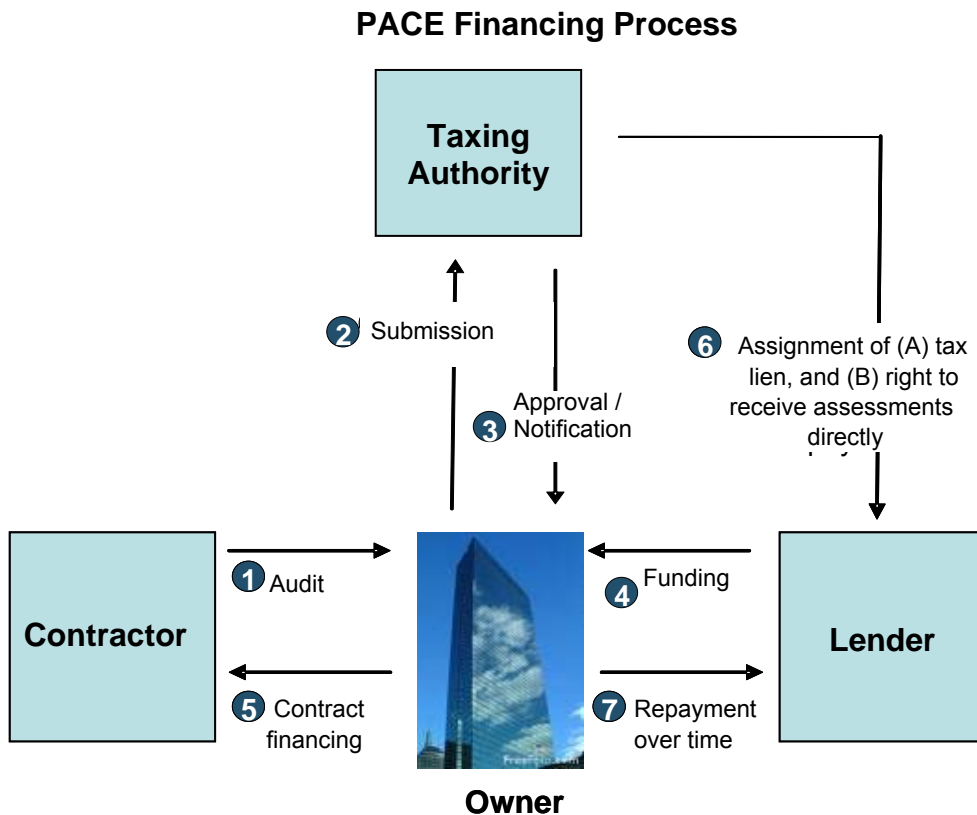 PACE Financing Process
Taxing
Authority
2 Submission
6 Assignment of (A) tax
lien, and (B) right to
receive assessments
directly
3 Approval /
Notification
1 Audit
4 Funding
Contractor
Lender
5 Contract
financing
7 Repayment
over time
Owner